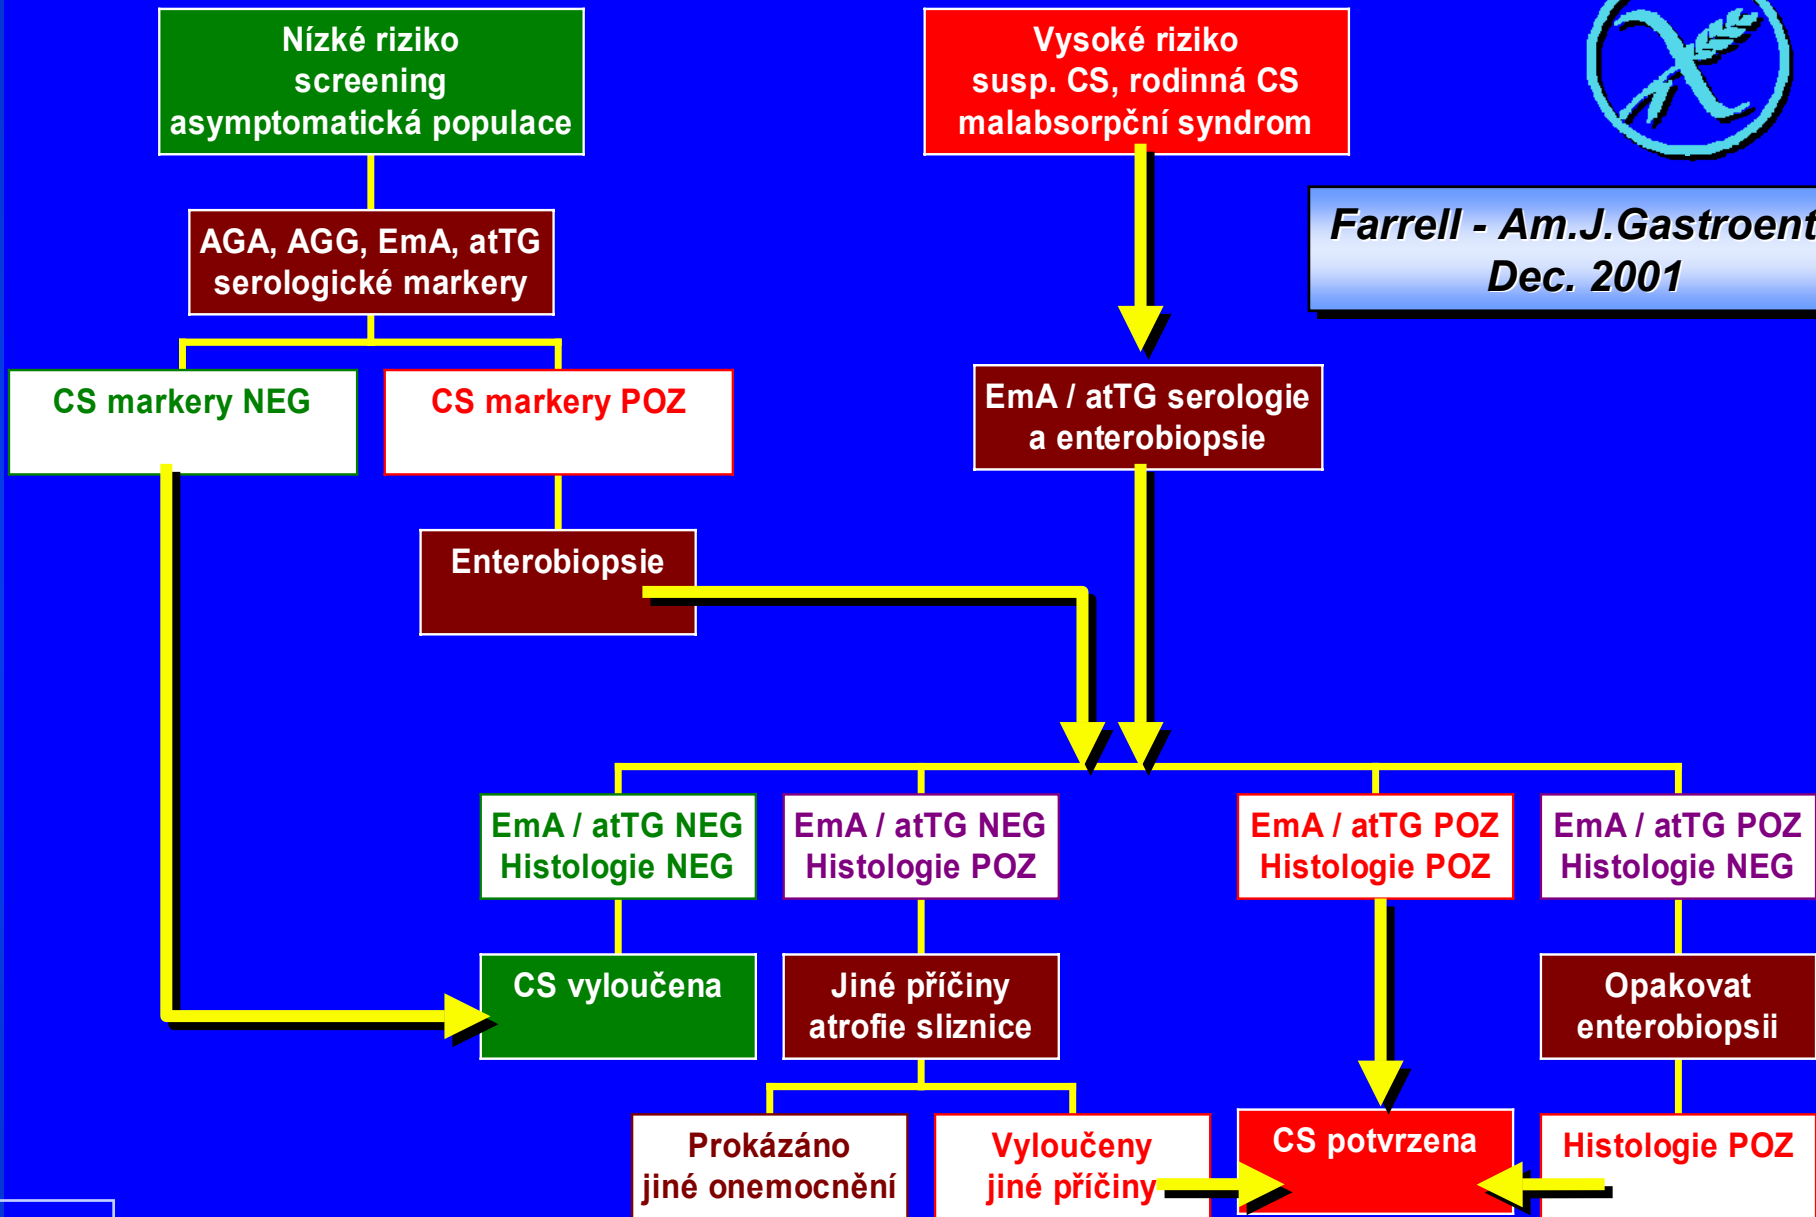 Nízké riziko
screening
asymptomatická populace
Vysoké riziko
susp. CS, rodinná CS
malabsorpční syndrom
Farrell - Am.J.Gastroent
Dec. 2001
AGA, AGG, EmA, atTG
serologické markery
CS markery NEG
CS markery POZ
EmA / atTG serologie
a enterobiopsie
Enterobiopsie
EmA / atTG NEG
Histologie NEG
EmA / atTG NEG
Histologie POZ
EmA / atTG POZ
Histologie POZ
EmA / atTG POZ
Histologie NEG
CS vyloučena
Jiné příčiny
atrofie sliznice
Opakovat
enterobiopsii
Prokázáno
jiné onemocnění
Vyloučeny
jiné příčiny
CS potvrzena
Histologie POZ